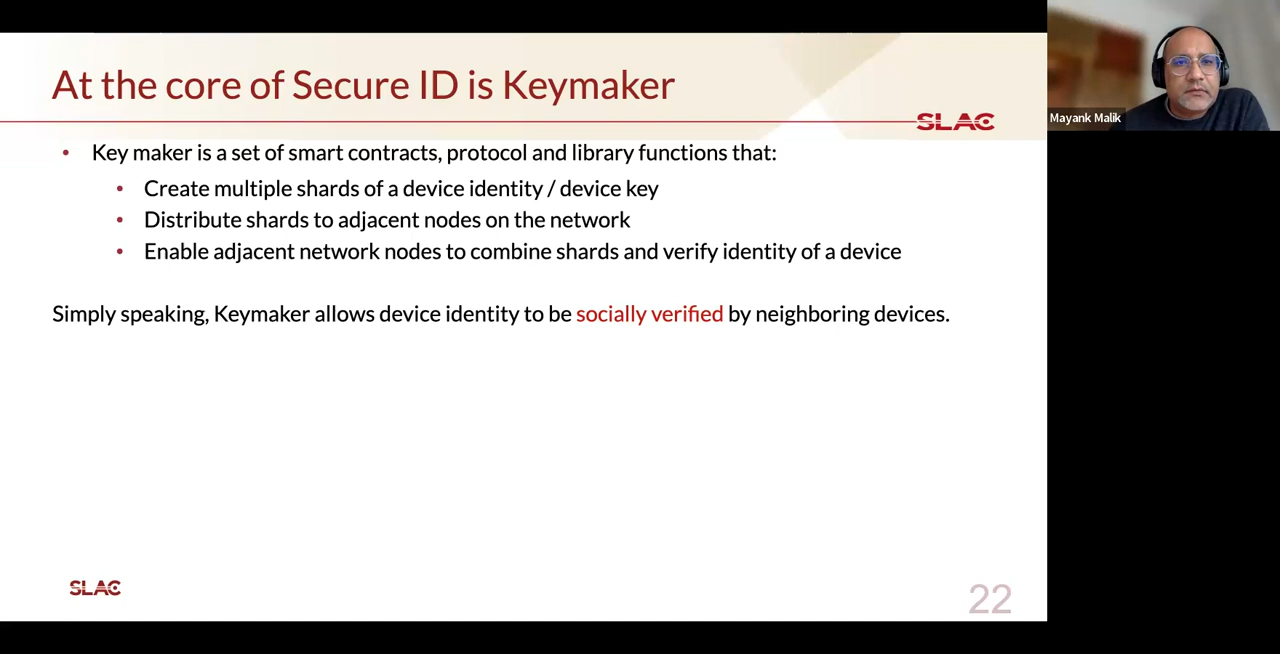 At the core of Secure ID is Keymaker
SLAC
Mayank Malik
• Key maker is a set of smart contracts, protocol and library functions that:
• Create multiple shards of a device identity / device key
• Distribute shards to adjacent nodes on the network
• Enable adjacent network nodes to combine shards and verify identity of a device
Simply speaking, Keymaker allows device identity to be socially verified by neighboring devices.
SLAC
22